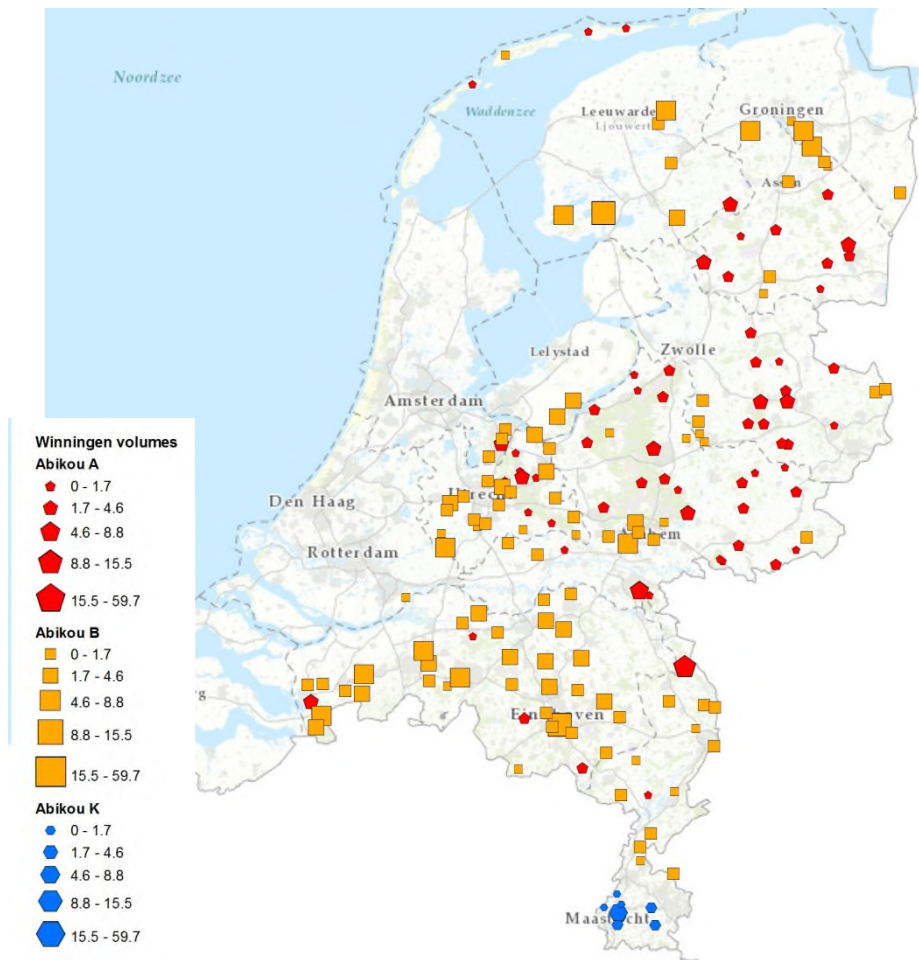 Noordzee
Waddenzee
Leeuwarde
Ljouwert
Groningen
Assen
Lelystad
Zwolle
Amsterdam
Den Haag
Utrecht
Rotterdam
Arnhem
Eindhoven
Maastricht
Winningen volumes
Abikou A
0 - 1.7
1.7 - 4.6
4.6 - 8.8
8.8 - 15.5
15.5 - 59.7
Abikou B
0 - 1.7
1.7 - 4.6
4.6 - 8.8
8.8 - 15.5
15.5 - 59.7
Abikou K
0 - 1.7
1.7 - 4.6
4.6 - 8.8
8.8 - 15.5
15.5 - 59.7